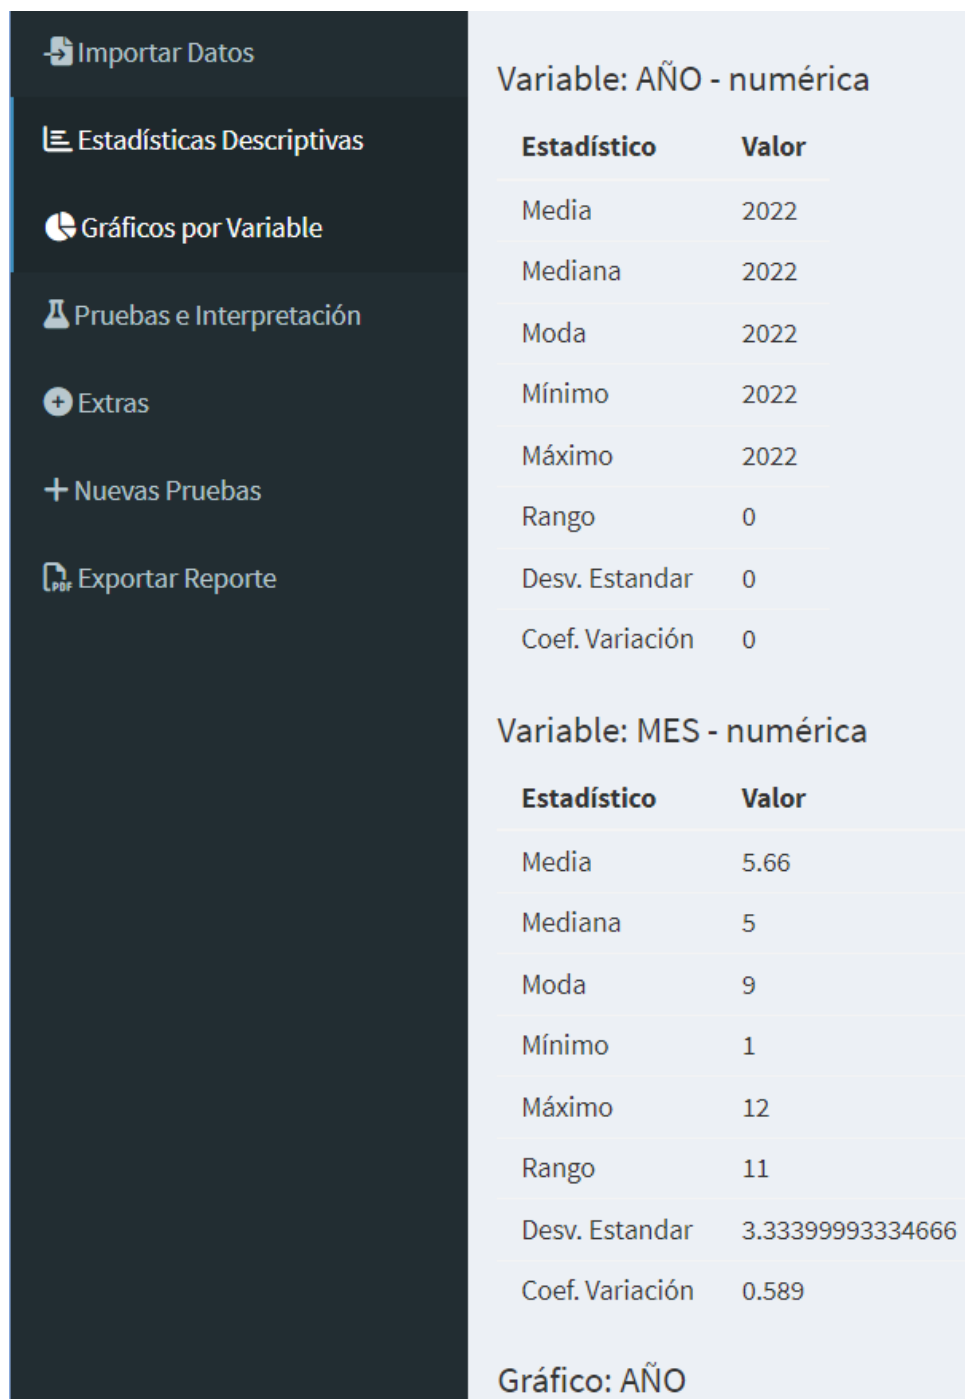 Importar Datos
Estadísticas Descriptivas
Gráficos por Variable
Pruebas e Interpretación
Extras
Nuevas Pruebas
Exportar Reporte
Variable: AÑO - numérica
Estadístico Valor
Media 2022
Mediana 2022
Moda 2022
Mínimo 2022
Máximo 2022
Rango 0
Desv. Estandar 0
Coef. Variación 0
Variable: MES - numérica
Estadístico Valor
Media 5.66
Mediana 5
Moda 9
Mínimo 1
Máximo 12
Rango 11
Desv. Estandar 3.33399993334666
Coef. Variación 0.589
Gráfico: AÑO